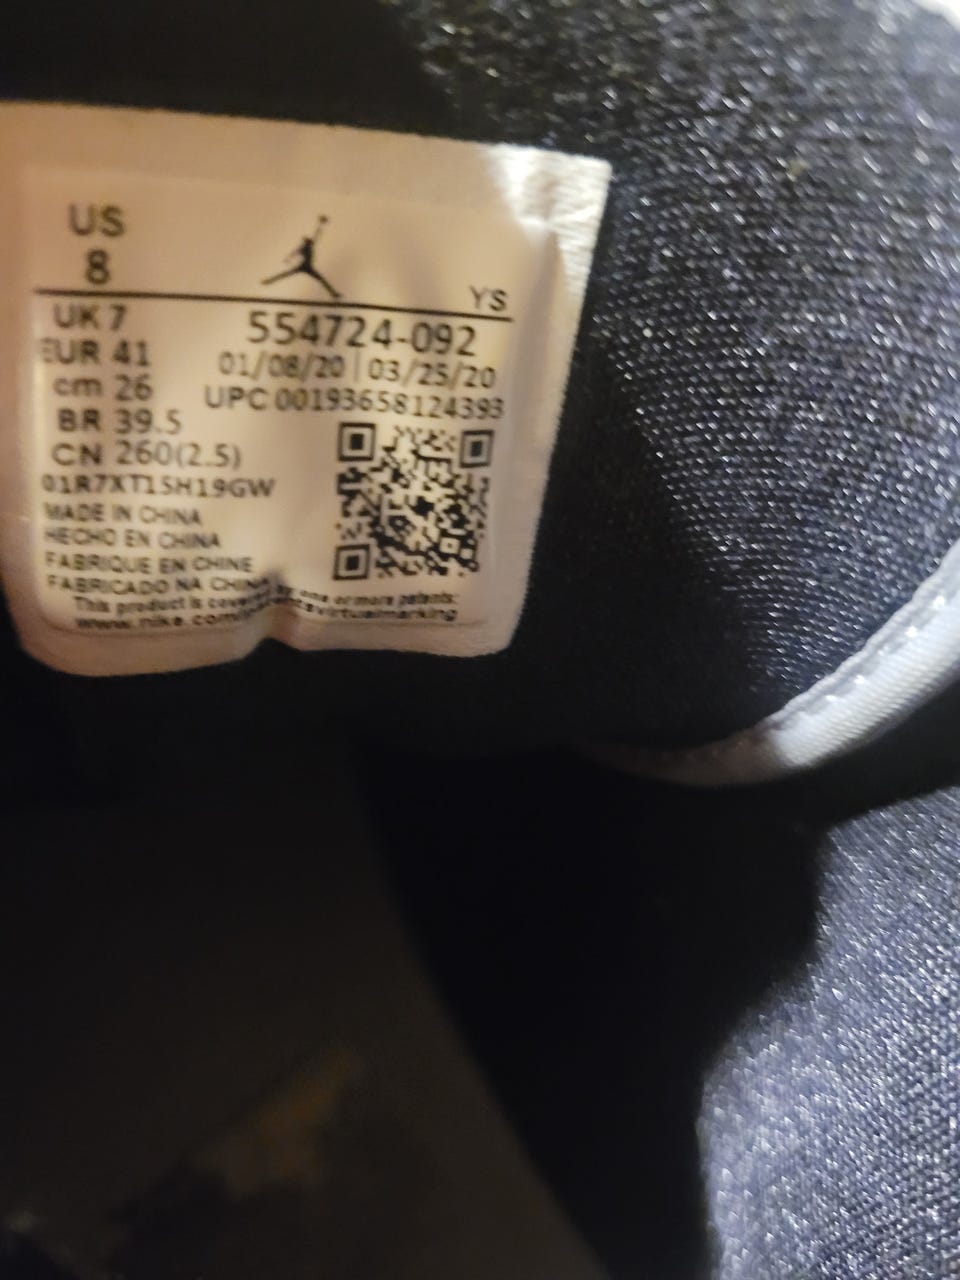 US
8
YS
UK 7
554724-092
EUR 41
01/08/20 | 03/25/20
cm 26
UPC 00193658124393
BR 39.5
CN 260(2.5)
01R7XT15H19GW
MADE IN CHINA
HECHO EN CHINA
FABRIQUE EN CHINE
FABRICADO NA CHINA
This product is by one or more patents:
www.nike.com/
virtualmarking